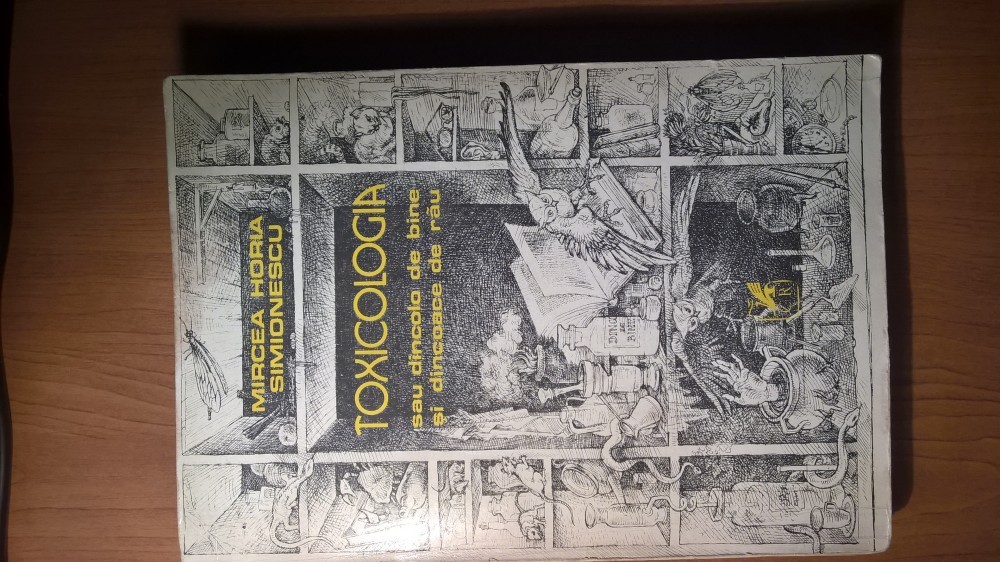 MIRCEA HORIA
SIMIONESCU
TOXICOLOGIA
sau dincolo de bine
și dincoace de rău